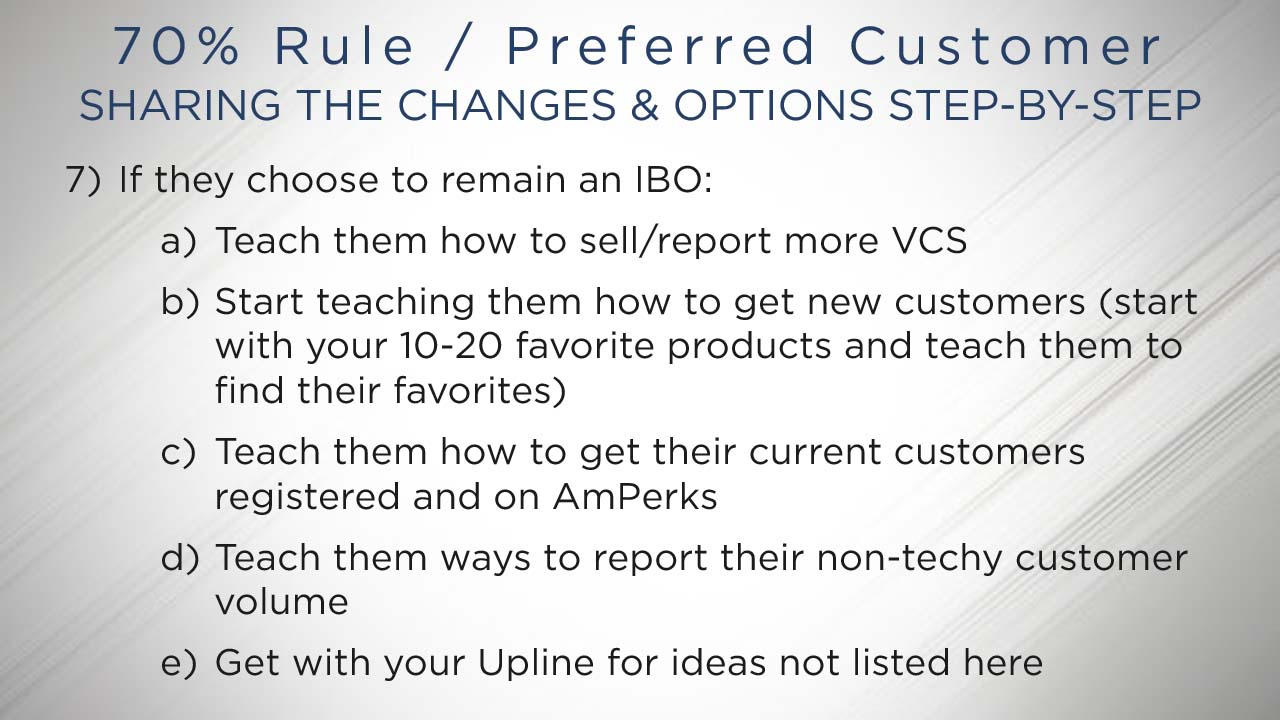 70% Rule / Preferred Customer
SHARING THE CHANGES & OPTIONS STEP-BY-STEP
7) If they choose to remain an IBO:
a) Teach them how to sell/report more VCS
b) Start teaching them how to get new customers (start
with your 10-20 favorite products and teach them to
find their favorites)
c) Teach them how to get their current customers
registered and on AmPerks
d) Teach them ways to report their non-techy customer
volume
e) Get with your Upline for ideas not listed here